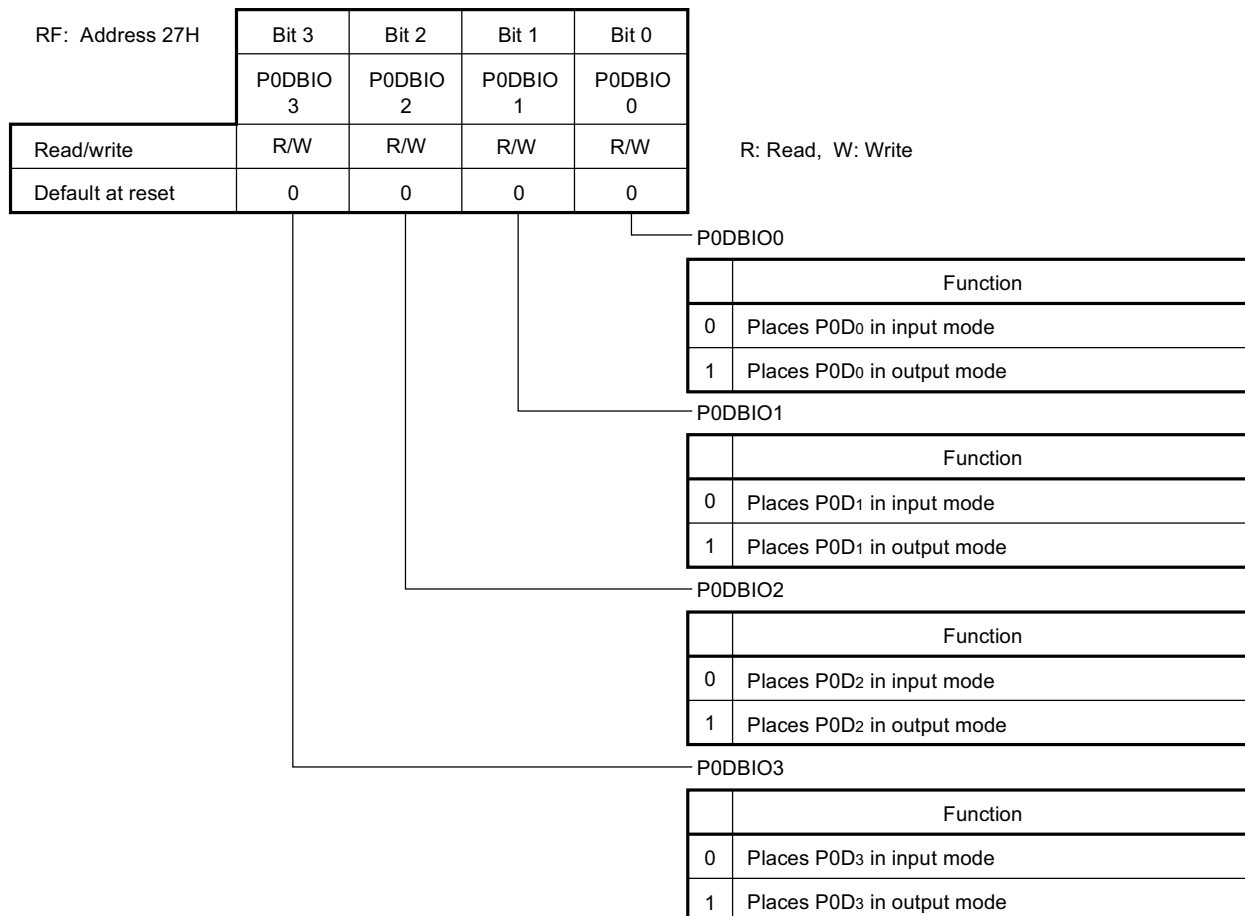 RF: Address 27H
Bit 3 Bit 2 Bit 1 Bit 0
P0DBIO P0DBIO P0DBIO P0DBIO
3 2 1 0
Read/write R/W R/W R/W R/W
R: Read, W: Write
Default at reset 0 0 0 0
P0DBIO0
Function
0 Places P0D0 in input mode
1 Places P0D0 in output mode
P0DBIO1
Function
0 Places P0D1 in input mode
1 Places P0D1 in output mode
P0DBIO2
Function
0 Places P0D2 in input mode
1 Places P0D2 in output mode
P0DBIO3
Function
0 Places P0D3 in input mode
1 Places P0D3 in output mode